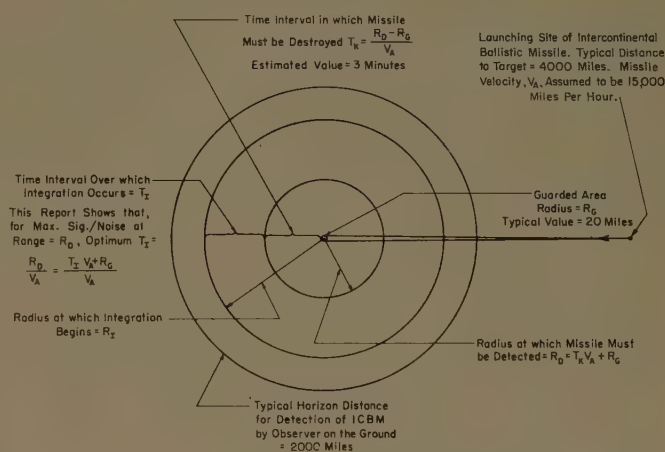 Time Interval in which Missile
Must be Destroyed T_K = (R_D − R_G) / V_A
Estimated Value = 3 Minutes
Launching Site of Intercontinental
Ballistic Missile. Typical Distance
to Target = 4000 Miles. Missile
Velocity, V_A, Assumed to be 15,000
Miles Per Hour.
Time Interval Over which
Integration Occurs = T_I
This Report Shows that,
for Max. Sig./Noise at
Range = R_D, Optimum T_I =
R_D / V_A = (T_I V_A + R_G) / V_A
Guarded Area
Radius = R_G
Typical Value = 20 Miles
Radius at which Integration
Begins = R_I
Radius at which Missile Must
be Detected = R_D = T_K V_A + R_G
Typical Horizon Distance
for Detection of ICBM
by Observer on the Ground
= 2000 Miles